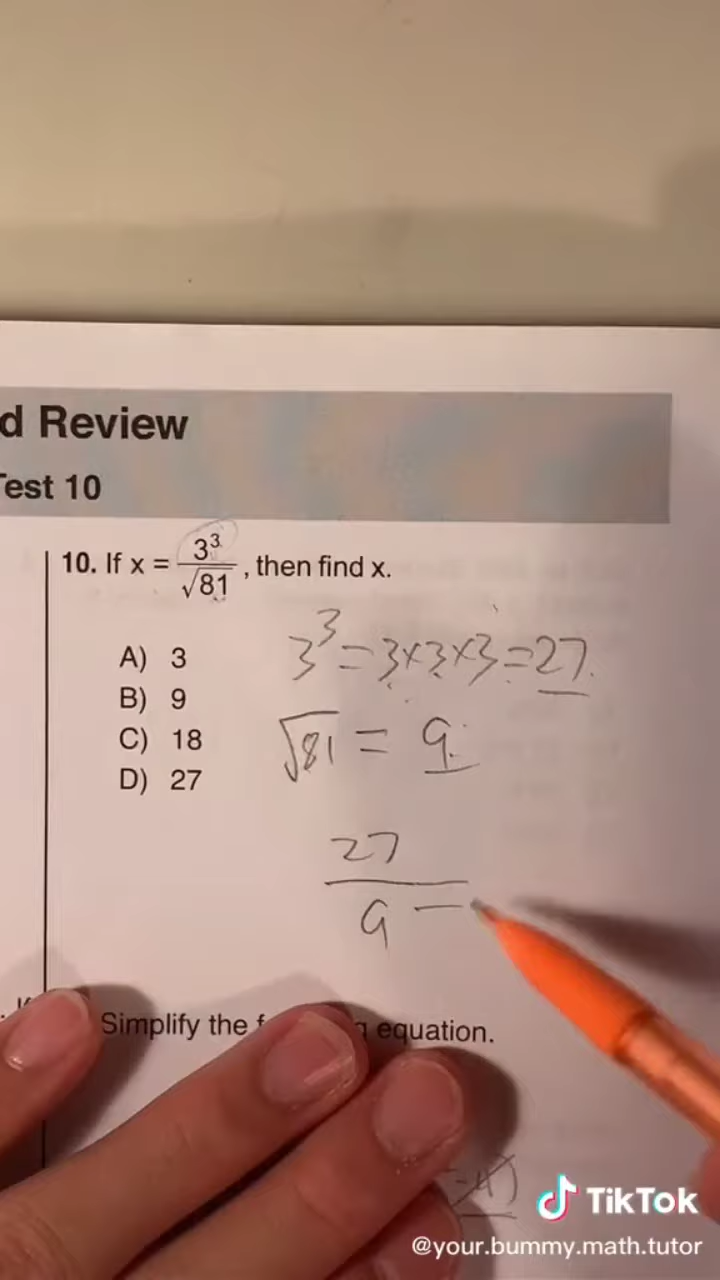 d Review
Test 10
10. If x = 3³/√81, then find x.
A) 3
B) 9
C) 18
D) 27
3³ = 3×3×3 = 27
√81 = 9
27
9 =
Simplify the equation.
TikTok
@your.bummy.math.tutor